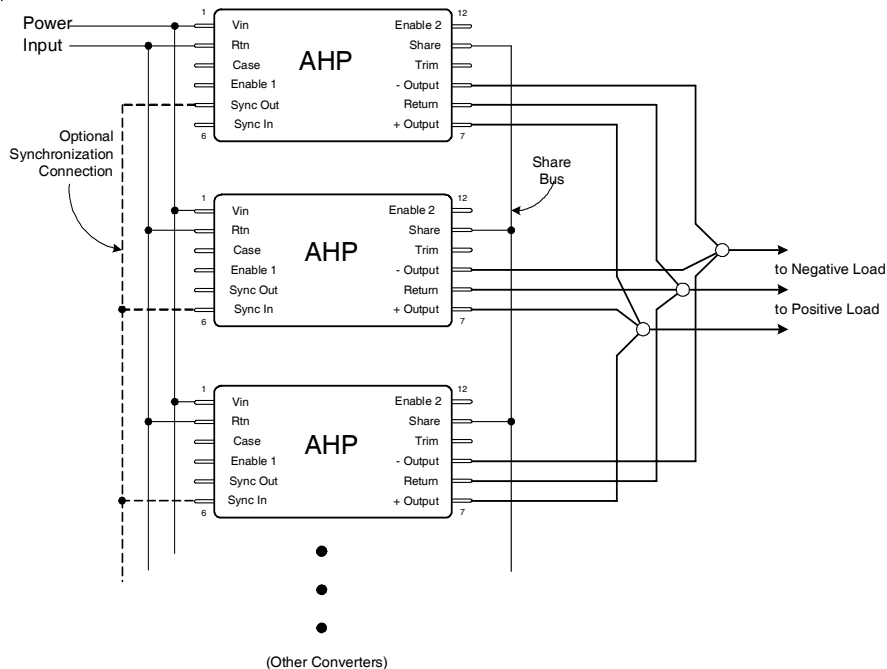 Power
Input
1
12
Vin
Enable 2
Rtn
Share
Case
AHP
Trim
Enable 1
- Output
Sync Out
Return
Sync In
+ Output
6
7
Optional
Synchronization
Connection
Share
Bus
1
12
Vin
Enable 2
Rtn
Share
Case
AHP
Trim
Enable 1
- Output
Sync Out
Return
Sync In
+ Output
6
7
to Negative Load
to Positive Load
1
12
Vin
Enable 2
Rtn
Share
Case
AHP
Trim
Enable 1
- Output
Sync Out
Return
Sync In
+ Output
6
7
(Other Converters)